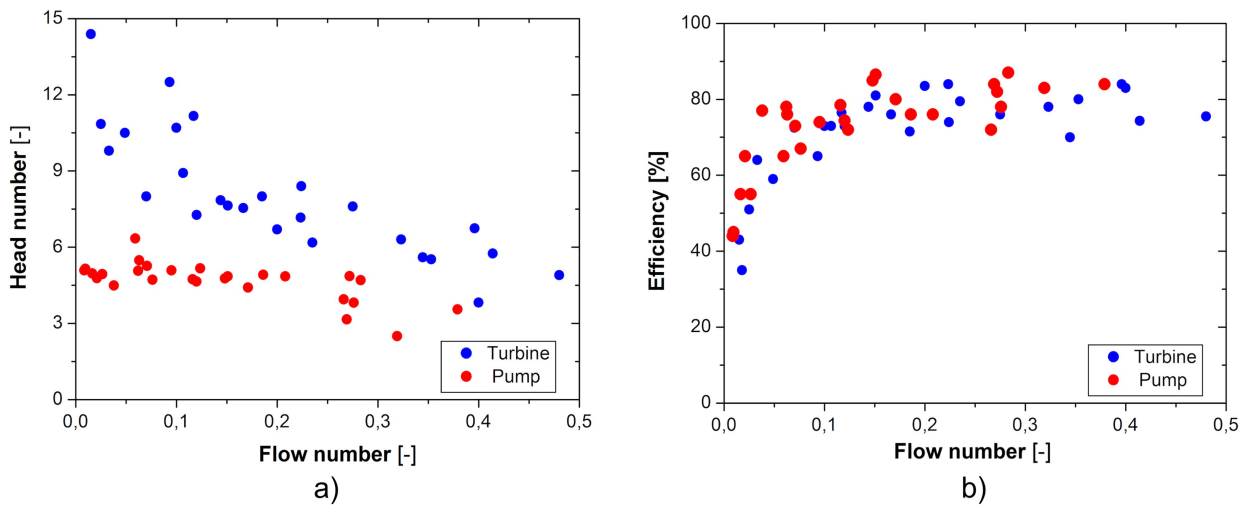 15
12
9
6
3
0
Head number [-]
0,0 0,1 0,2 0,3 0,4 0,5
Flow number [-]
Turbine
Pump
a)
100
80
60
40
20
0
Efficiency [%]
0,0 0,1 0,2 0,3 0,4 0,5
Flow number [-]
Turbine
Pump
b)